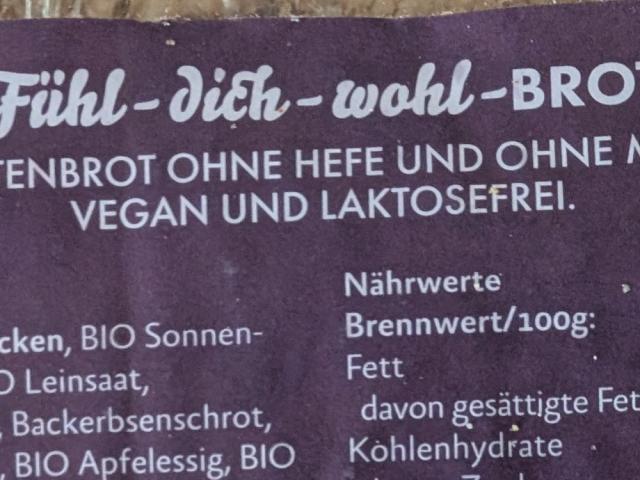 Fühl-dich-wohl-BROT
TENBROT OHNE HEFE UND OHNE M
VEGAN UND LAKTOSEFREI.
cken, BIO Sonnen-
O Leinsaat,
, Backerbsenschrot,
, BIO Apfelessig, BIO
Nährwerte
Brennwert/100g:
Fett
davon gesättigte Fet
Kohlenhydrate